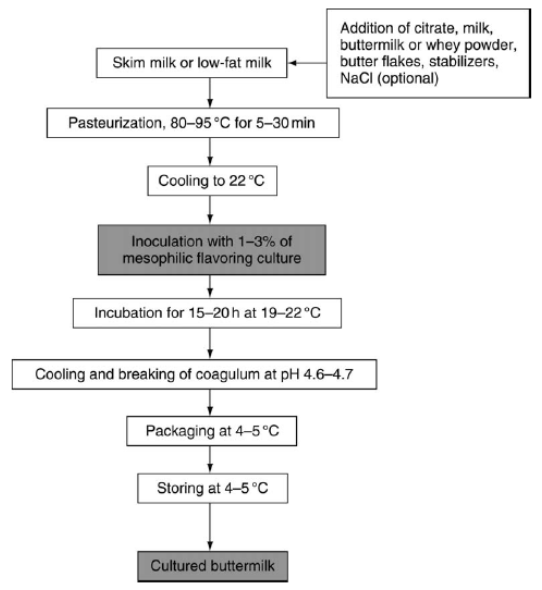 Addition of citrate, milk,
buttermilk or whey powder,
butter flakes, stabilizers,
NaCl (optional)
Skim milk or low-fat milk
Pasteurization, 80–95 °C for 5–30 min
Cooling to 22 °C
Inoculation with 1–3% of
mesophilic flavoring culture
Incubation for 15–20 h at 19–22 °C
Cooling and breaking of coagulum at pH 4.6–4.7
Packaging at 4–5 °C
Storing at 4–5 °C
Cultured buttermilk